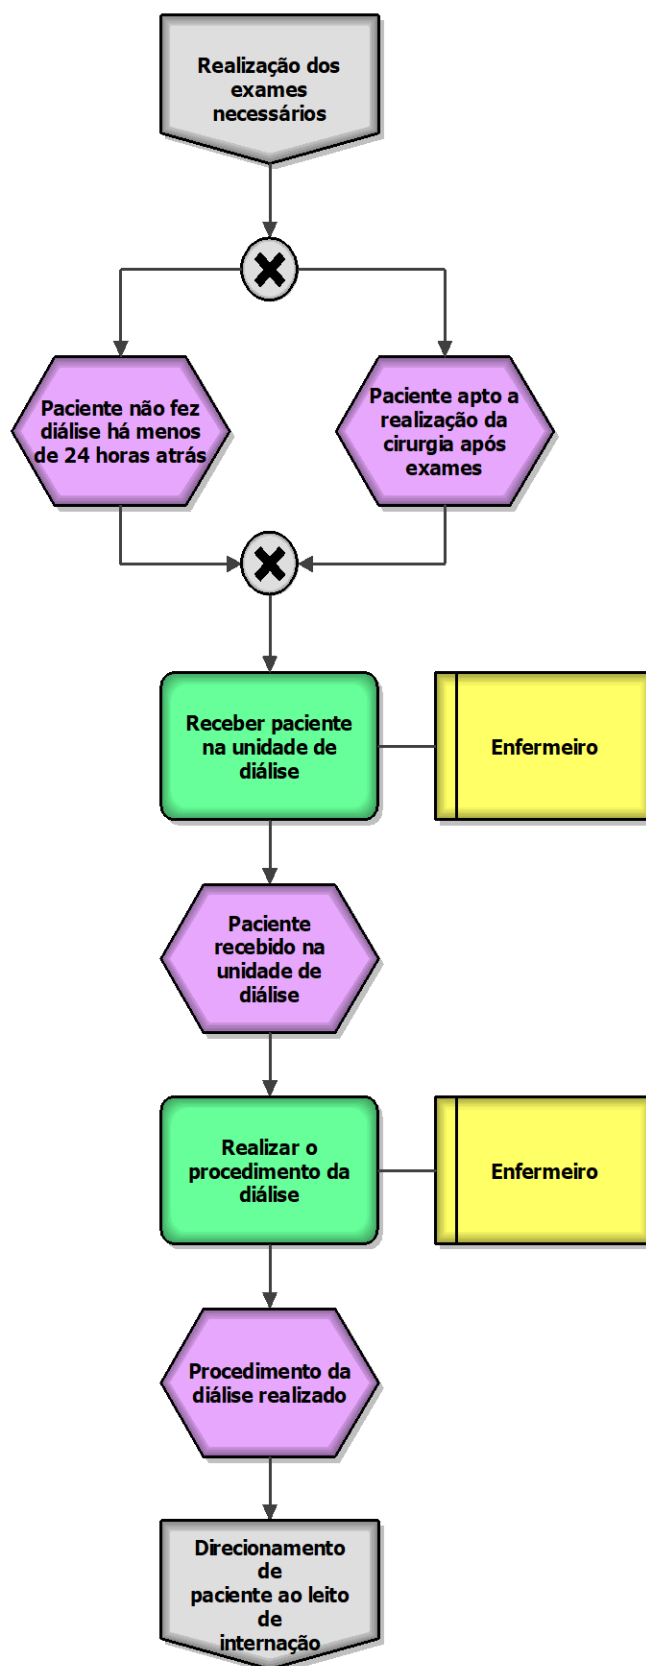 Realização dos
exames
necessários
Paciente não fez
diálise há menos
de 24 horas atrás
Paciente apto a
realização da
cirurgia após
exames
Receber paciente
na unidade de
diálise
Enfermeiro
Paciente
recebido na
unidade de
diálise
Realizar o
procedimento da
diálise
Enfermeiro
Procedimento da
diálise realizado
Direcionamento
de
paciente ao leito
de
internação